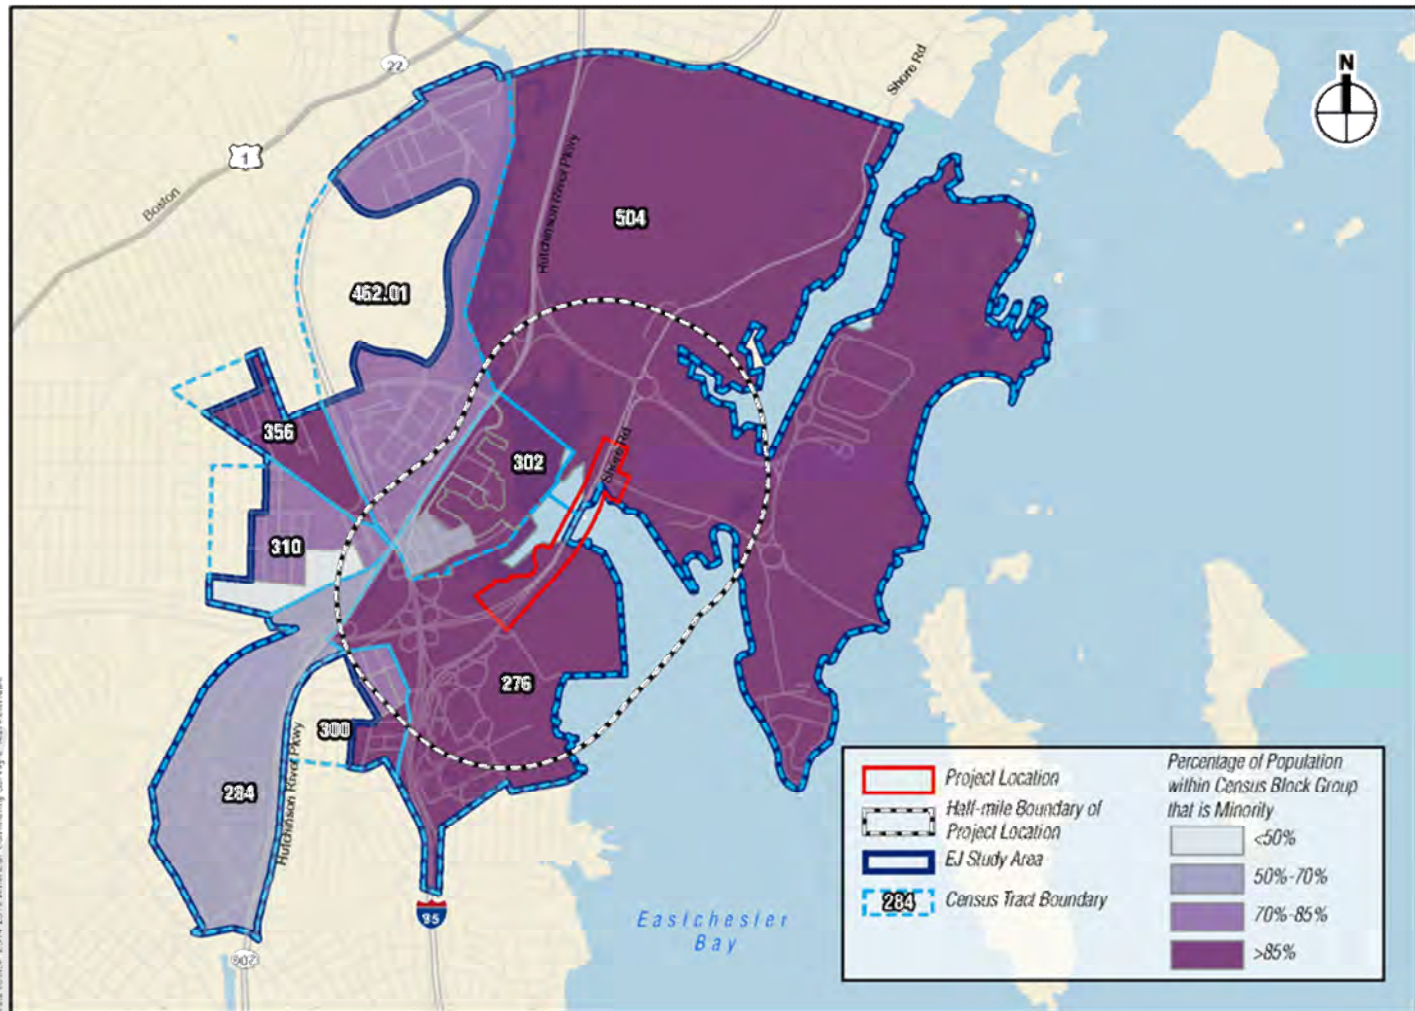 22
Shore Rd
N
1
Boston
Hutchinson River Pkwy
504
462.01
356
302
Shore Rd
310
276
300
284
Hutchinson River Pkwy
95
Eastchester
Bay
Project Location
Half-mile Boundary of
Project Location
EJ Study Area
284
Census Tract Boundary
Percentage of Population
within Census Block Group
that is Minority
<50%
50%-70%
70%-85%
>85%